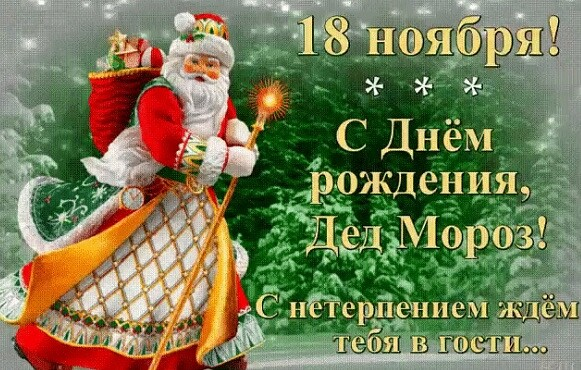 18 ноября!
* * *
С Днём
рождения,
Дед Мороз!
С нетерпением ждём
тебя в гости...